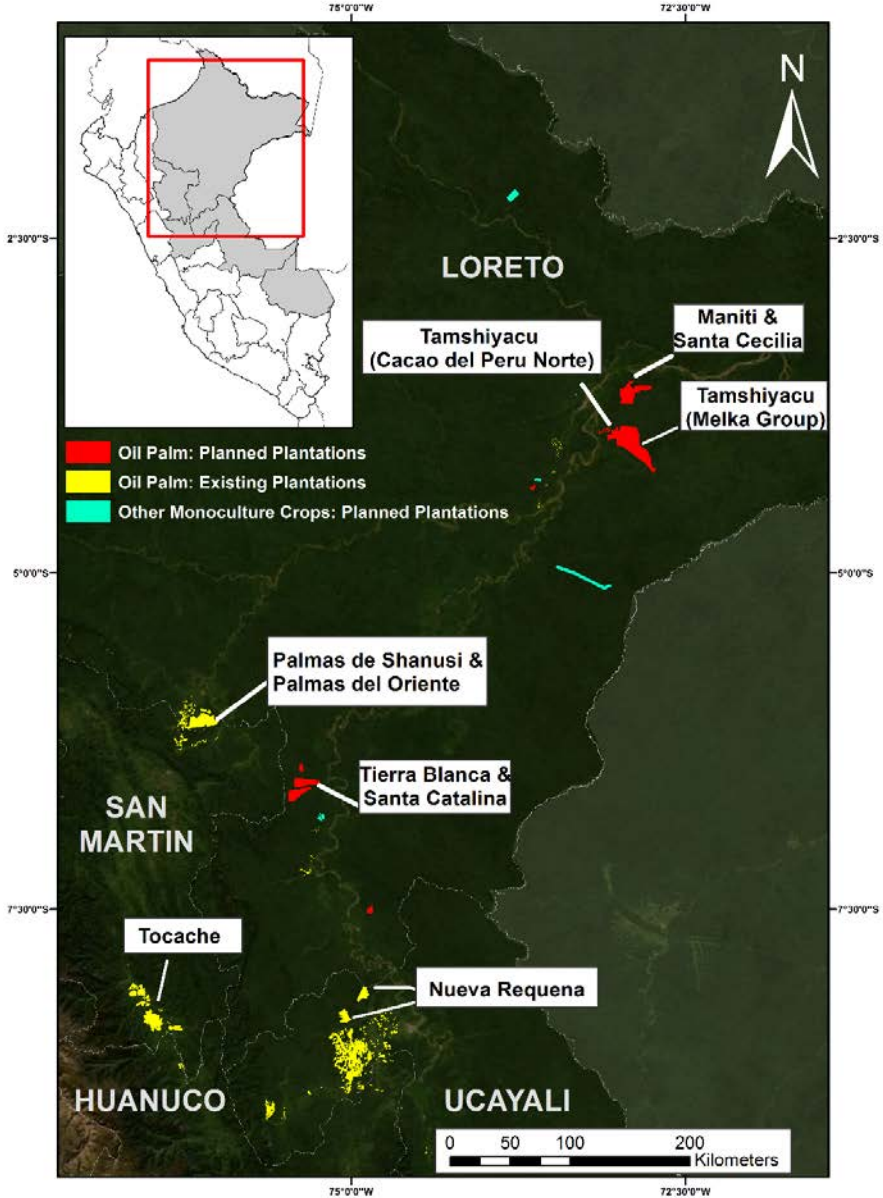 75°0'0"W
72°30'0"W
N
2°30'0"S
2°30'0"S
LORETO
Maniti &
Santa Cecilia
Tamshiyacu
(Cacao del Peru Norte)
Tamshiyacu
(Melka Group)
Oil Palm: Planned Plantations
Oil Palm: Existing Plantations
Other Monoculture Crops: Planned Plantations
5°0'0"S
5°0'0"S
Palmas de Shanusi &
Palmas del Oriente
Tierra Blanca &
Santa Catalina
SAN
MARTIN
7°30'0"S
7°30'0"S
Tocache
Nueva Requena
HUANUCO
UCAYALI
0 50 100 200
Kilometers
75°0'0"W
72°30'0"W